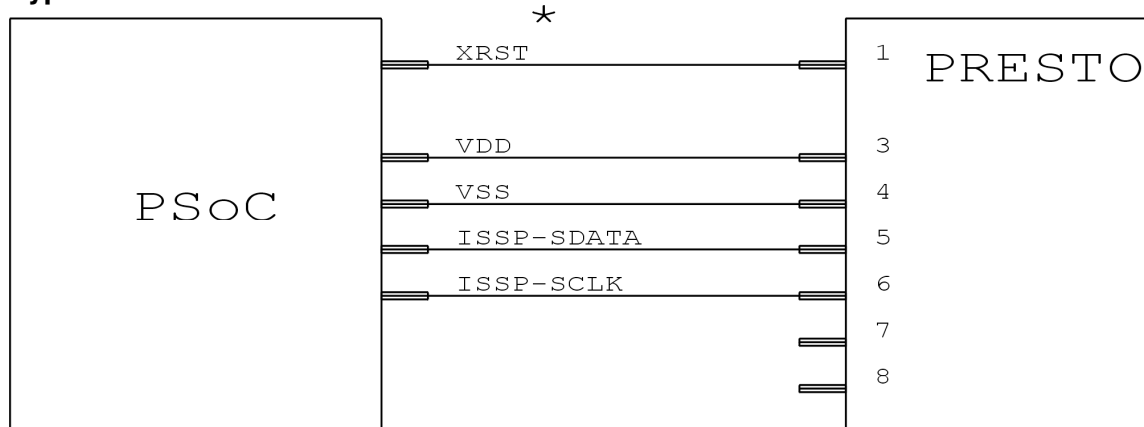 *
XRST 1 PRESTO
VDD 3
VSS 4
PSoC
ISSP-SDATA 5
ISSP-SCLK 6
7
8